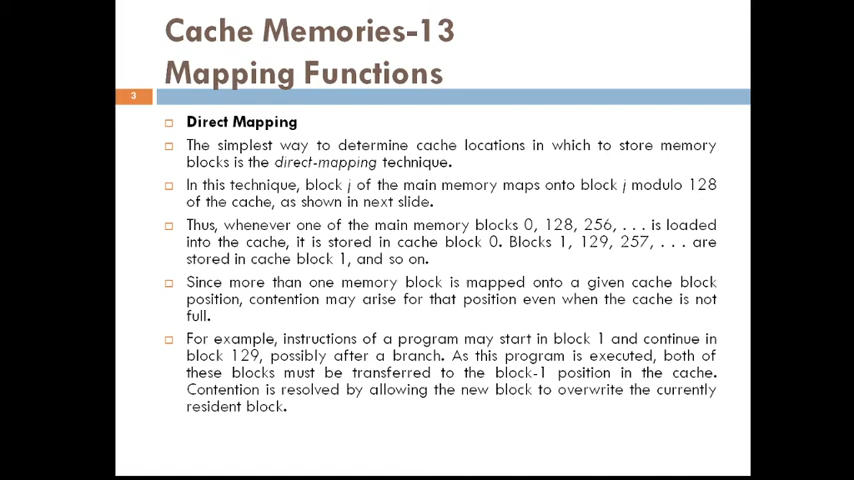 Cache Memories-13
Mapping Functions
3
Direct Mapping
The simplest way to determine cache locations in which to store memory
blocks is the direct-mapping technique.
In this technique, block j of the main memory maps onto block j modulo 128
of the cache, as shown in next slide.
Thus, whenever one of the main memory blocks 0, 128, 256, . . . is loaded
into the cache, it is stored in cache block 0. Blocks 1, 129, 257, . . . are
stored in cache block 1, and so on.
Since more than one memory block is mapped onto a given cache block
position, contention may arise for that position even when the cache is not
full.
For example, instructions of a program may start in block 1 and continue in
block 129, possibly after a branch. As this program is executed, both of
these blocks must be transferred to the block-1 position in the cache.
Contention is resolved by allowing the new block to overwrite the currently
resident block.